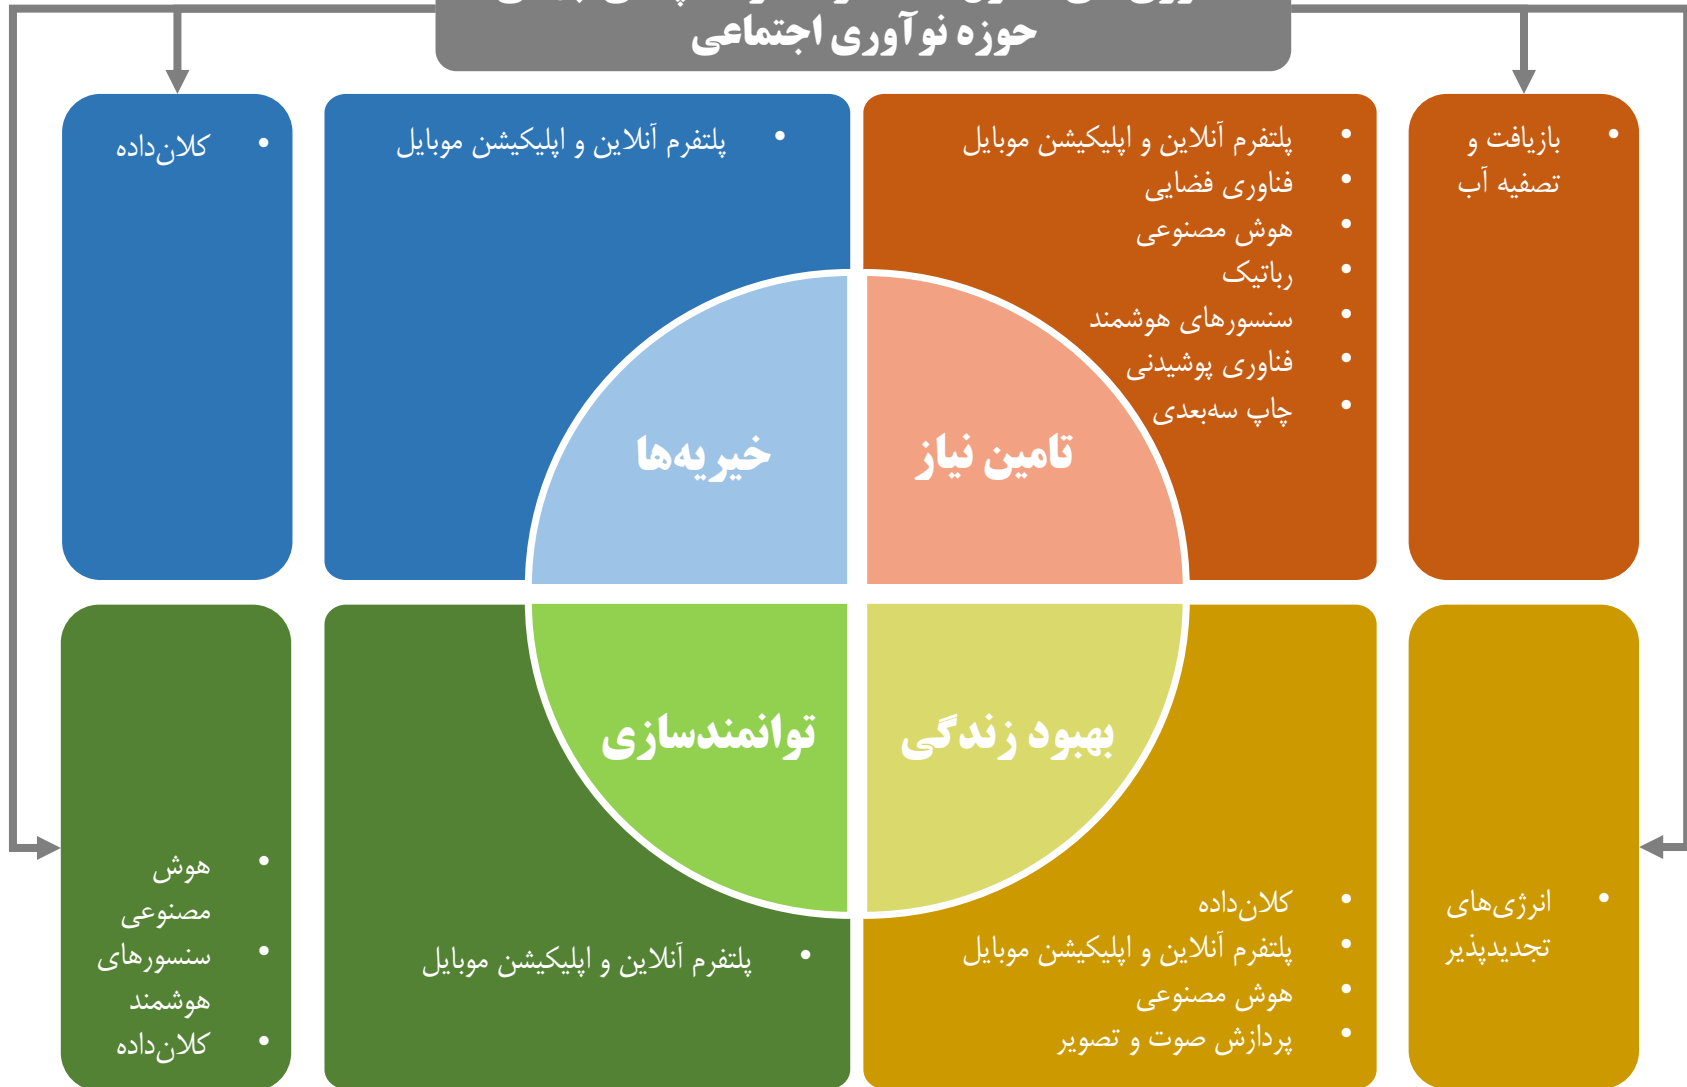 حوزه نوآوری اجتماعی
بازیافت و
تصفیه آب
پلتفرم آنلاین و اپلیکیشن موبایل
فناوری فضایی
هوش مصنوعی
رباتیک
سنسورهای هوشمند
فناوری پوشیدنی
چاپ سه‌بعدی
تامین نیاز
پلتفرم آنلاین و اپلیکیشن موبایل
خیریه‌ها
کلان‌داده
انرژی‌های
تجدیدپذیر
بهبود زندگی
کلان‌داده
پلتفرم آنلاین و اپلیکیشن موبایل
هوش مصنوعی
پردازش صوت و تصویر
توانمندسازی
پلتفرم آنلاین و اپلیکیشن موبایل
هوش
مصنوعی
سنسورهای
هوشمند
کلان‌داده